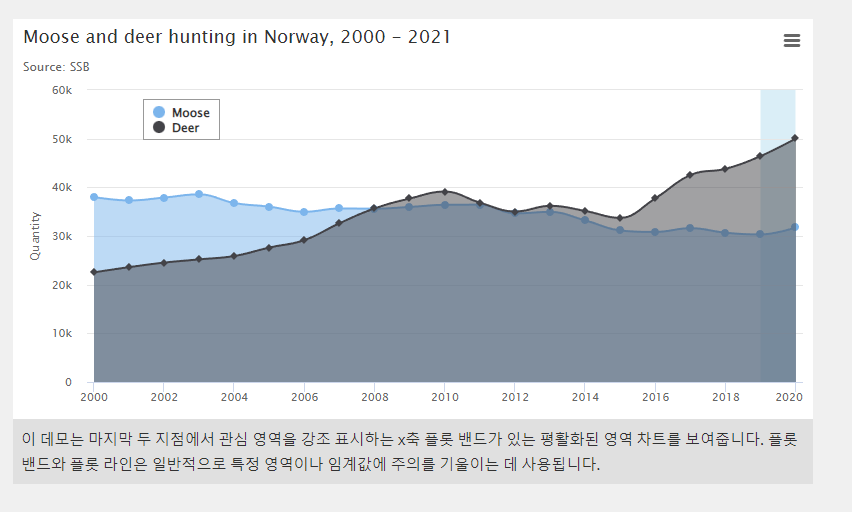 Moose and deer hunting in Norway, 2000 - 2021
Source: SSB
60k
50k
40k
30k
20k
10k
0
Quantity
Moose
Deer
2000 2002 2004 2006 2008 2010 2012 2014 2016 2018 2020
이 데모는 마지막 두 지점에서 관심 영역을 강조 표시하는 x축 플롯 밴드가 있는 평활화된 영역 차트를 보여줍니다. 플롯
밴드와 플롯 라인은 일반적으로 특정 영역이나 임계값에 주의를 기울이는 데 사용됩니다.